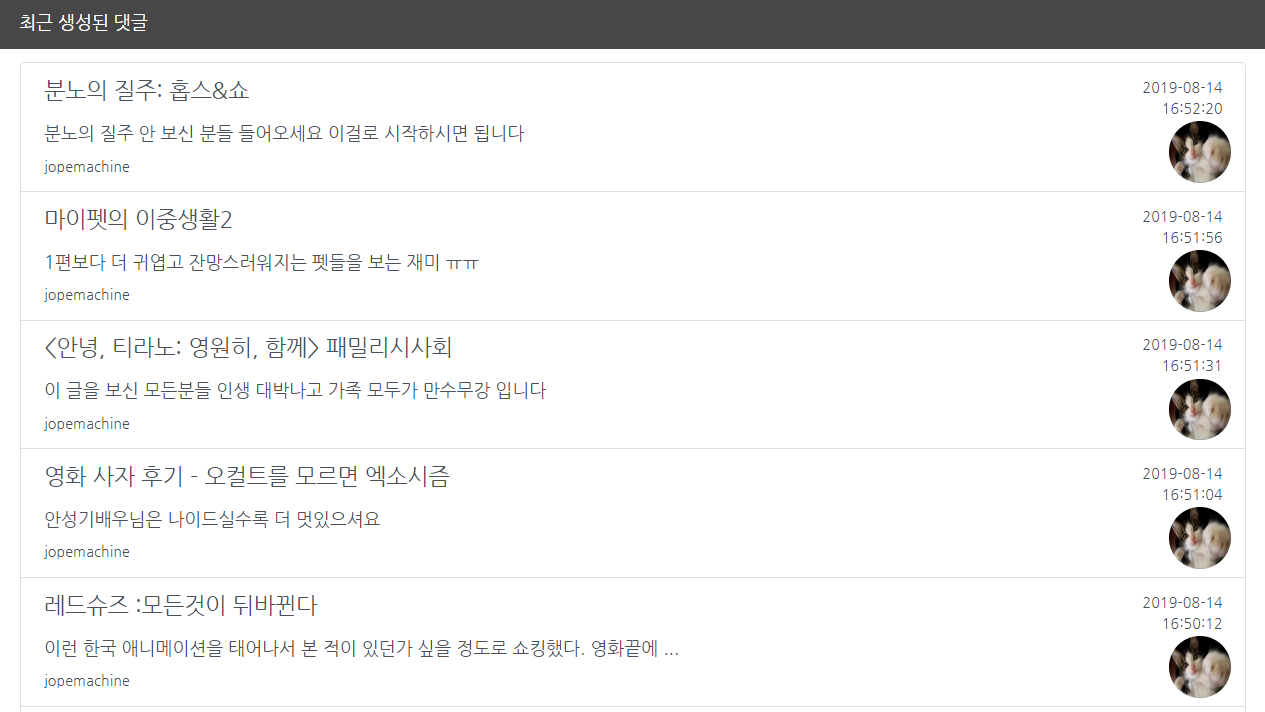 최근 생성된 댓글
분노의 질주: 홉스&쇼
2019-08-14
16:52:20
분노의 질주 안 보신 분들 들어오세요 이걸로 시작하시면 됩니다
jopemachine
마이펫의 이중생활2
2019-08-14
16:51:56
1편보다 더 귀엽고 잔망스러워지는 펫들을 보는 재미 ㅠㅠ
jopemachine
<안녕, 티라노: 영원히, 함께> 패밀리시사회
2019-08-14
16:51:31
이 글을 보신 모든분들 인생 대박나고 가족 모두가 만수무강 입니다
jopemachine
영화 사자 후기 - 오컬트를 모르면 엑소시즘
2019-08-14
16:51:04
안성기배우님은 나이드실수록 더 멋있으셔요
jopemachine
레드슈즈 :모든것이 뒤바뀐다
2019-08-14
16:50:12
이런 한국 애니메이션을 태어나서 본 적이 있던가 싶을 정도로 쇼킹했다. 영화끝에 ...
jopemachine